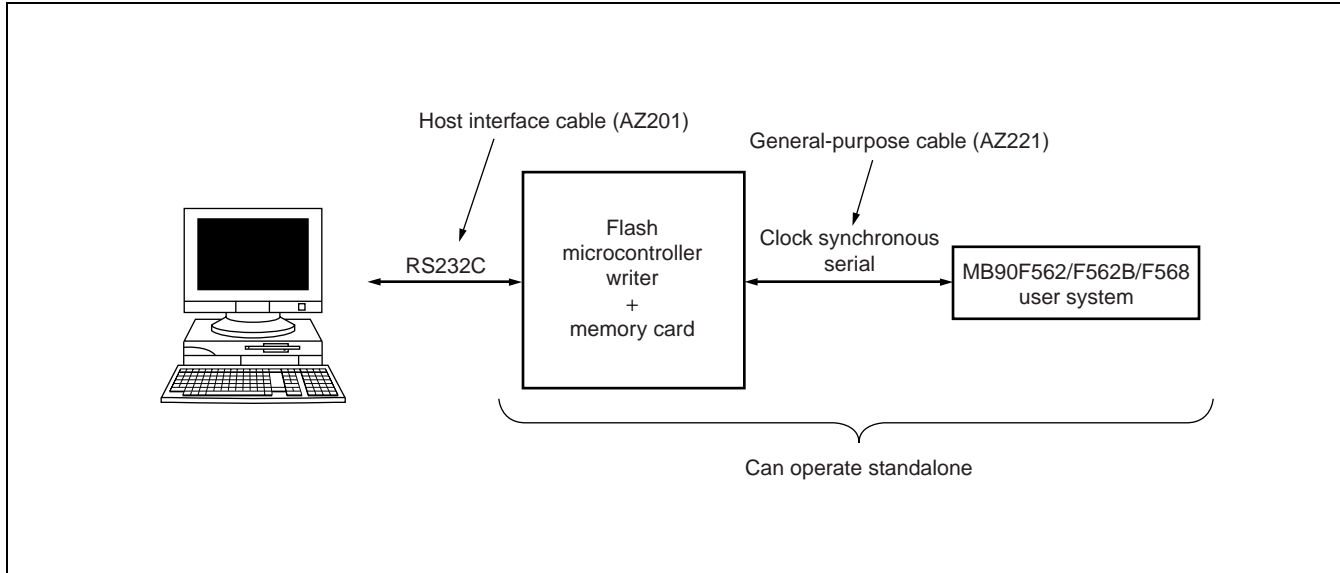 Host interface cable (AZ201)
General-purpose cable (AZ221)
RS232C
Flash
microcontroller
writer
+
memory card
Clock synchronous
serial
MB90F562/F562B/F568
user system
Can operate standalone